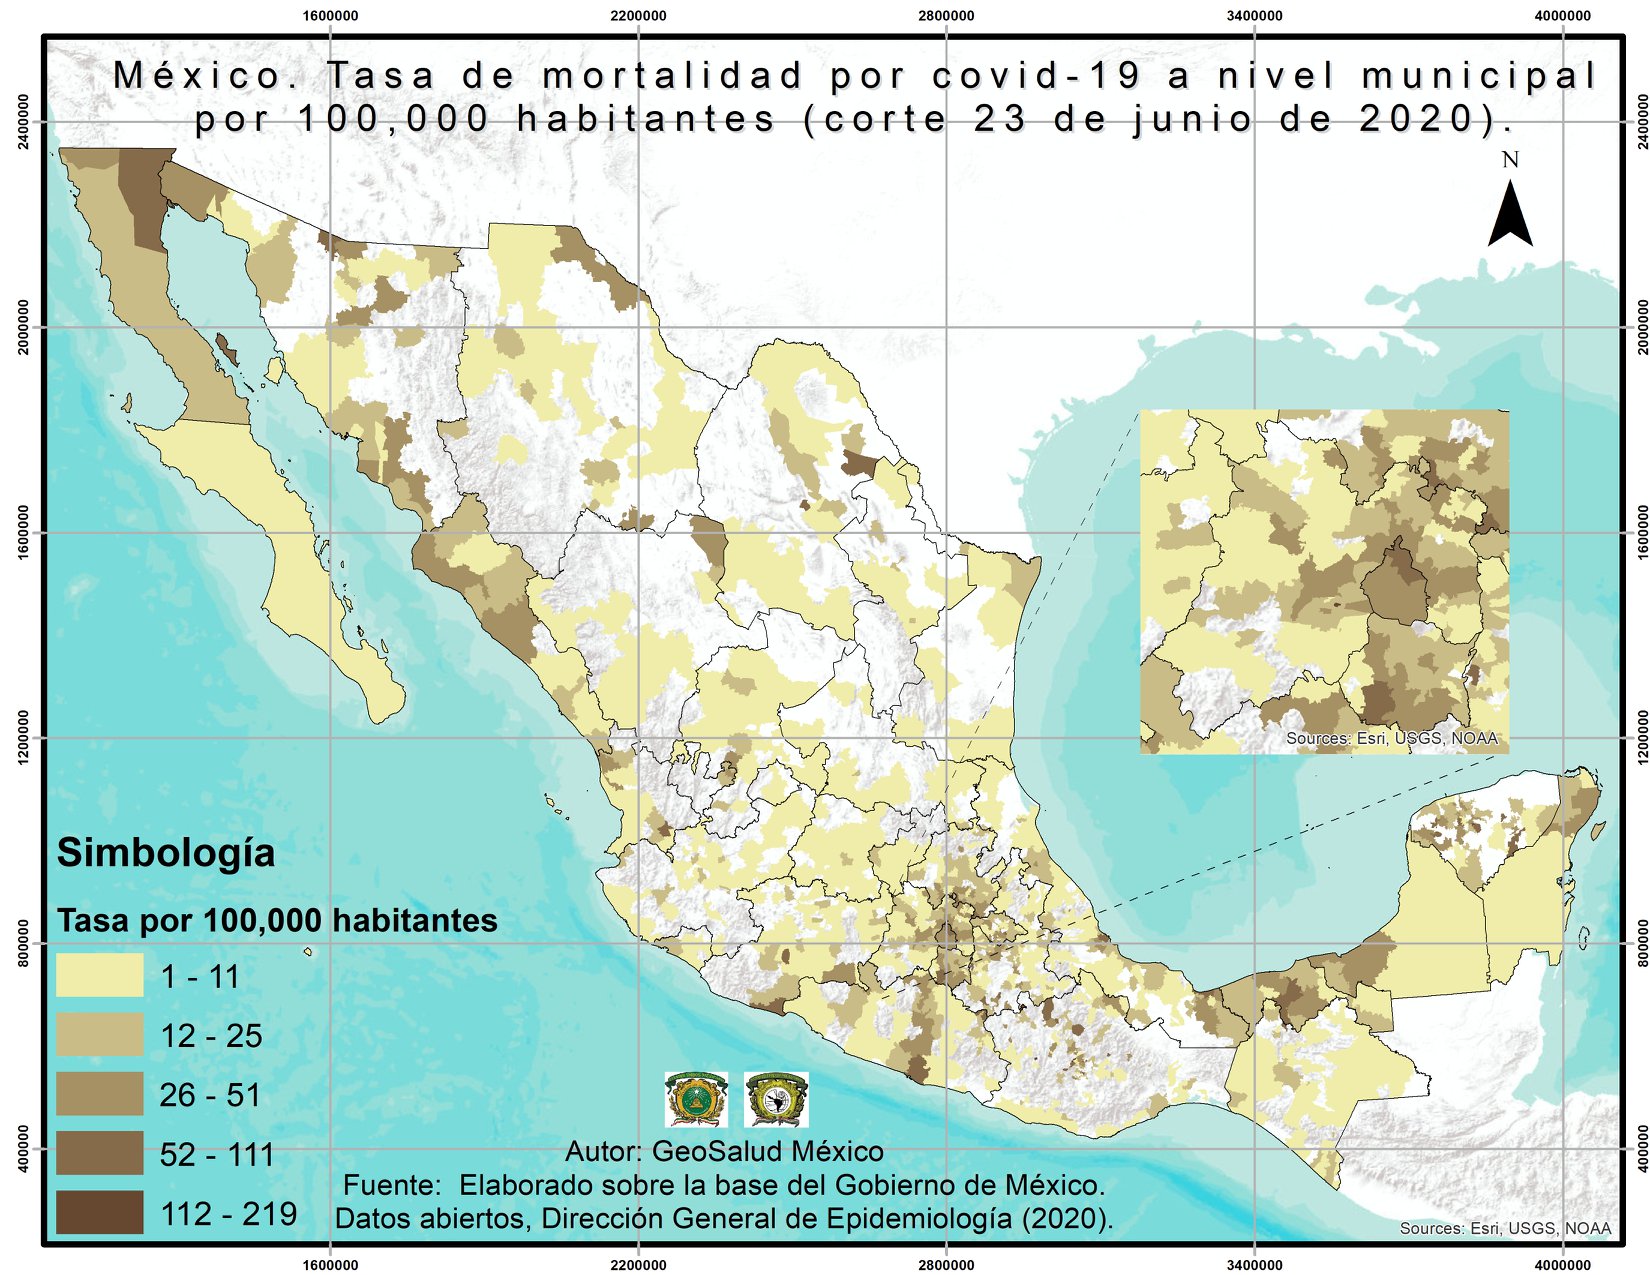 1600000 2200000 2800000 3400000 4000000
México. Tasa de mortalidad por covid-19 a nivel municipal
por 100,000 habitantes (corte 23 de junio de 2020).
2400000 2400000
N
2000000 2000000
1600000 1600000
Sources: Esri, USGS, NOAA
1200000 1200000
Simbología
Tasa por 100,000 habitantes
800000 800000
1 - 11
12 - 25
26 - 51
52 - 111
112 - 219
400000 400000
Autor: GeoSalud México
Fuente: Elaborado sobre la base del Gobierno de México.
Datos abiertos, Dirección General de Epidemiología (2020).
Sources: Esri, USGS, NOAA
1600000 2200000 2800000 3400000 4000000